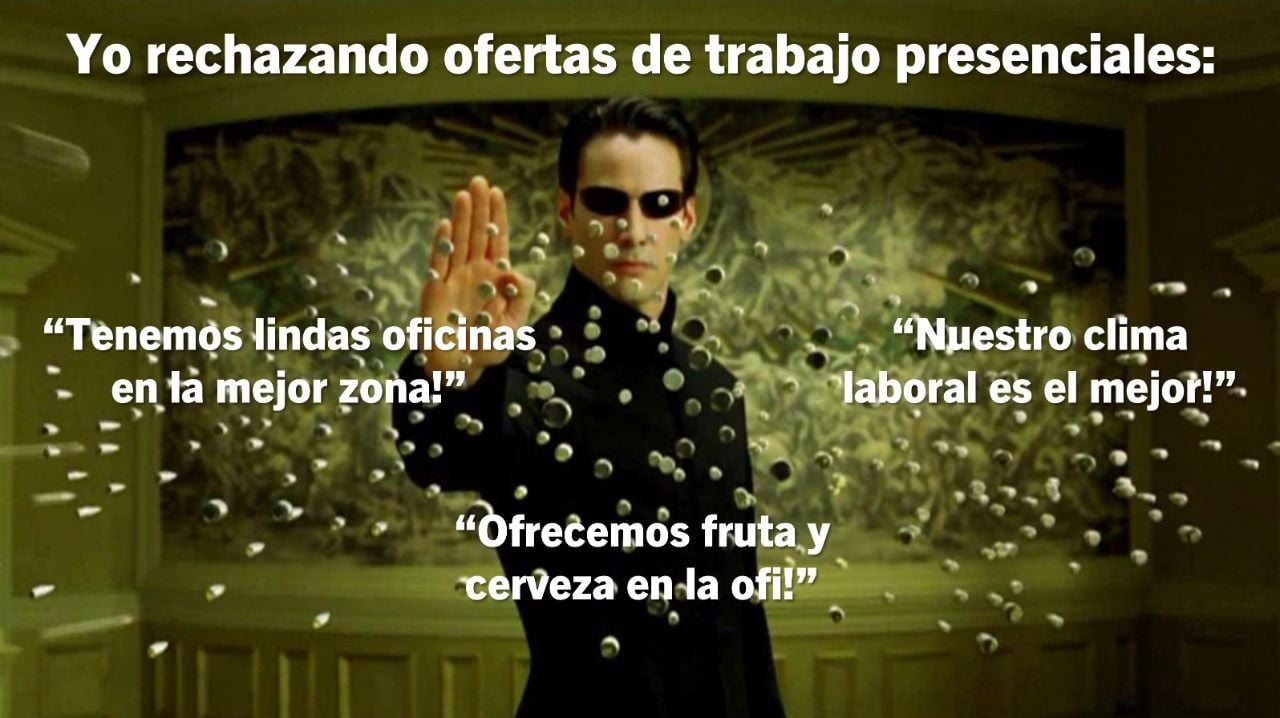 Yo rechazando ofertas de trabajo presenciales:
“Tenemos lindas oficinas
en la mejor zona!”
“Nuestro clima
laboral es el mejor!”
“Ofrecemos fruta y
cerveza en la ofi!”